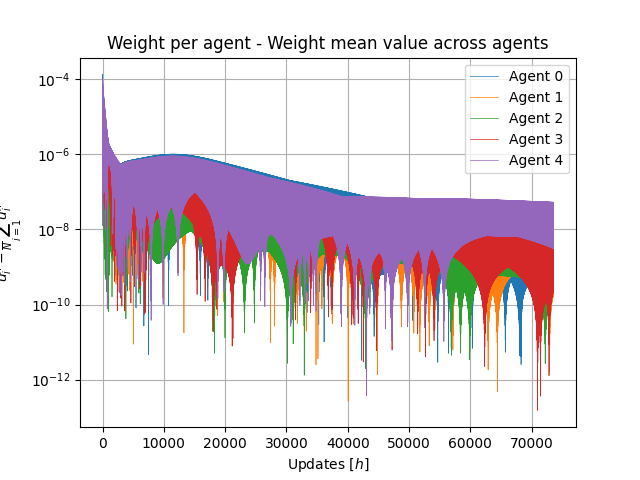 Weight per agent - Weight mean value across agents
10⁻⁴
10⁻⁶
10⁻⁸
10⁻¹⁰
10⁻¹²
Agent 0
Agent 1
Agent 2
Agent 3
Agent 4
0 10000 20000 30000 40000 50000 60000 70000
Updates [h]